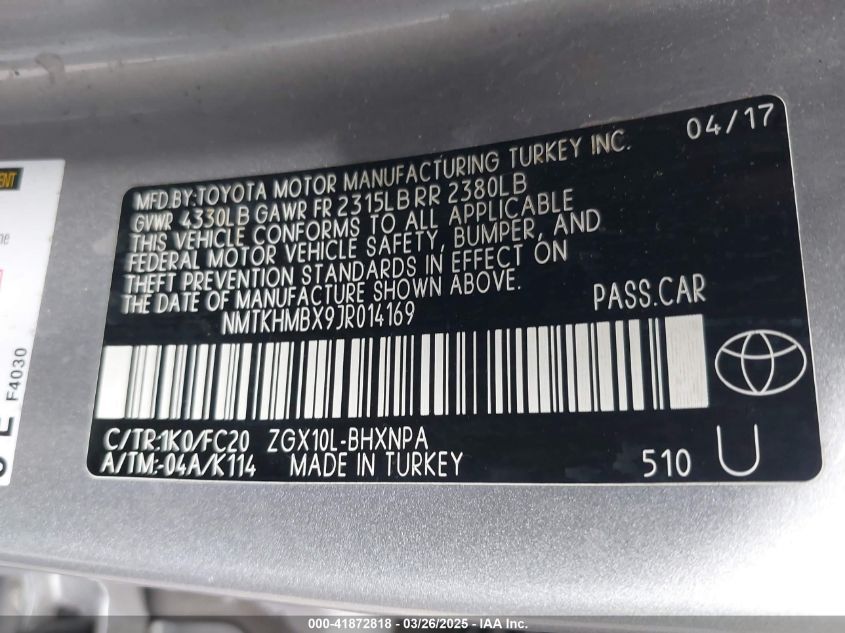 04/17
MFD.BY:TOYOTA MOTOR MANUFACTURING TURKEY INC.
GVWR 4330LB GAWR FR 2315LB RR 2380LB
THIS VEHICLE CONFORMS TO ALL APPLICABLE
FEDERAL MOTOR VEHICLE SAFETY, BUMPER, AND
THEFT PREVENTION STANDARDS IN EFFECT ON
THE DATE OF MANUFACTURE SHOWN ABOVE.
NMTKHMBX9JR014169
PASS.CAR
C/TR:1K0/FC20 ZGX10L-BHXNPA
A/TM:-04A/K114 MADE IN TURKEY
510 U
F4030
000-41872818 / 03/26/2025 - © IAA Inc.